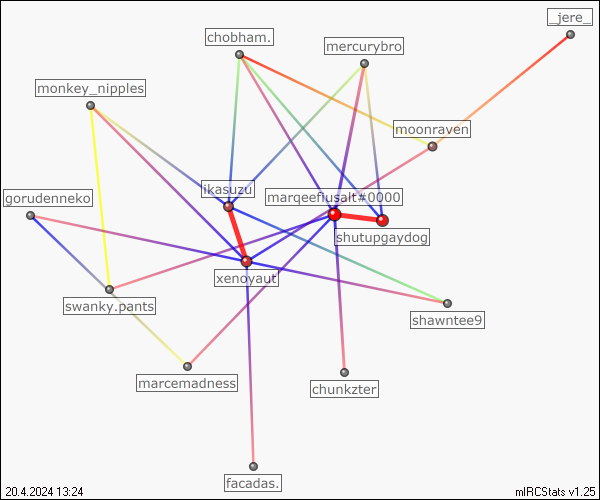 _jere_
chobham.
mercurybro
monkey_nipples
moonraven
ikasuzu
gorudenneko
marqeeflusalt#0000
shutupgaydog
xenoyaut
swanky.pants
shawntee9
marcemadness
chunkzter
facadas.
20.4.2024 13:24
mIRCStats v1.25